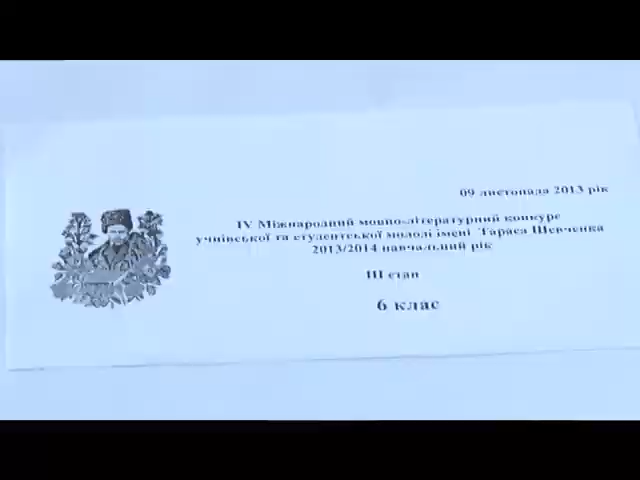 09 листопада 2013 рік
IV Міжнародний мовно-літературний конкурс
учнівської та студентської молоді імені Тараса Шевченка
2013/2014 навчальний рік
III етап
6 клас